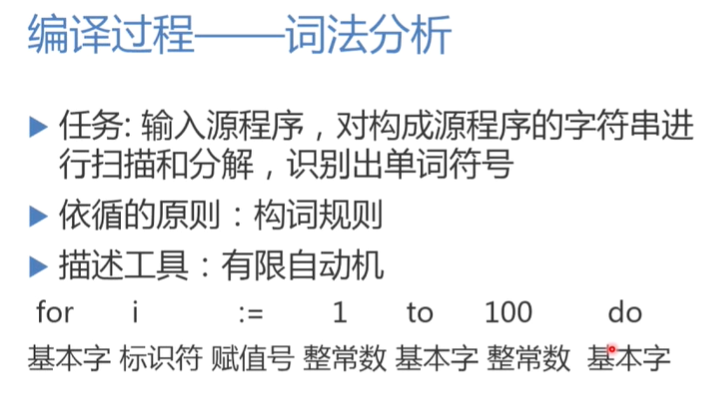 编译过程——词法分析
任务: 输入源程序，对构成源程序的字符串进
行扫描和分解，识别出单词符号
依循的原则：构词规则
描述工具：有限自动机
for i := 1 to 100 do
基本字 标识符 赋值号 整常数 基本字 整常数 基本字